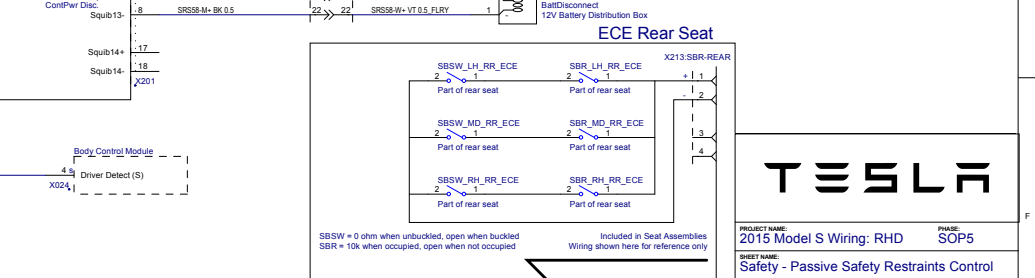 ContPwr Disc.
Squib13-
8
SRS58-M+ BK 0.5
22
22
SRS58-W+ VT 0.5_FLRY
1
-
BattDisconnect
12V Battery Distribution Box
Squib14+
17
Squib14-
18
X201
ECE Rear Seat
X213:SBR-REAR
SBSW_LH_RR_ECE
2
1
Part of rear seat
SBR_LH_RR_ECE
2
1
Part of rear seat
+
1
-
2
SBSW_MD_RR_ECE
2
1
Part of rear seat
SBR_MD_RR_ECE
2
1
Part of rear seat
3
4
SBSW_RH_RR_ECE
2
1
Part of rear seat
SBR_RH_RR_ECE
2
1
Part of rear seat
Body Control Module
4
s
Driver Detect (S)
X024
SBSW = 0 ohm when unbuckled, open when buckled
SBR = 10k when occupied, open when not occupied
Included in Seat Assemblies
Wiring shown here for reference only
TESLA
F
PROJECT NAME:
2015 Model S Wiring: RHD
PHASE:
SOP5
SHEET NAME:
Safety - Passive Safety Restraints Control